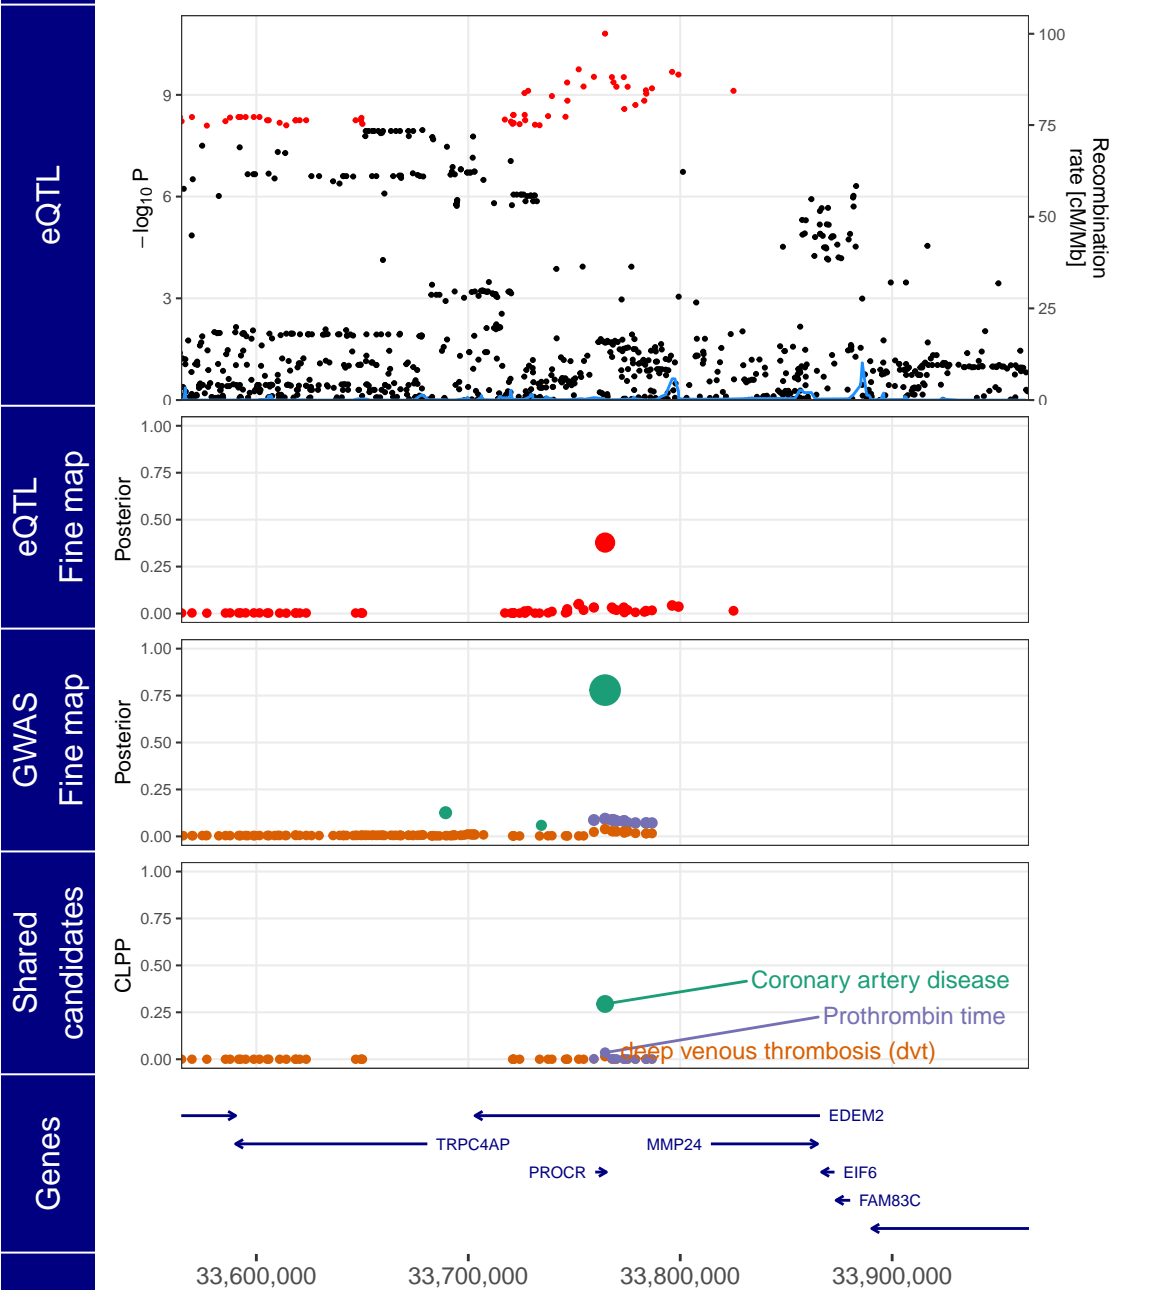 eQTL
−log10 P
9
6
3
0
100
75
50
25
0
Recombination
rate [cM/Mb]
eQTL
Fine map
Posterior
1.00
0.75
0.50
0.25
0.00
GWAS
Fine map
Posterior
1.00
0.75
0.50
0.25
0.00
Shared
candidates
CLPP
1.00
0.75
0.50
0.25
0.00
Coronary artery disease
Prothrombin time
deep venous thrombosis (dvt)
Genes
EDEM2
TRPC4AP
MMP24
PROCR
EIF6
FAM83C
33,600,000
33,700,000
33,800,000
33,900,000